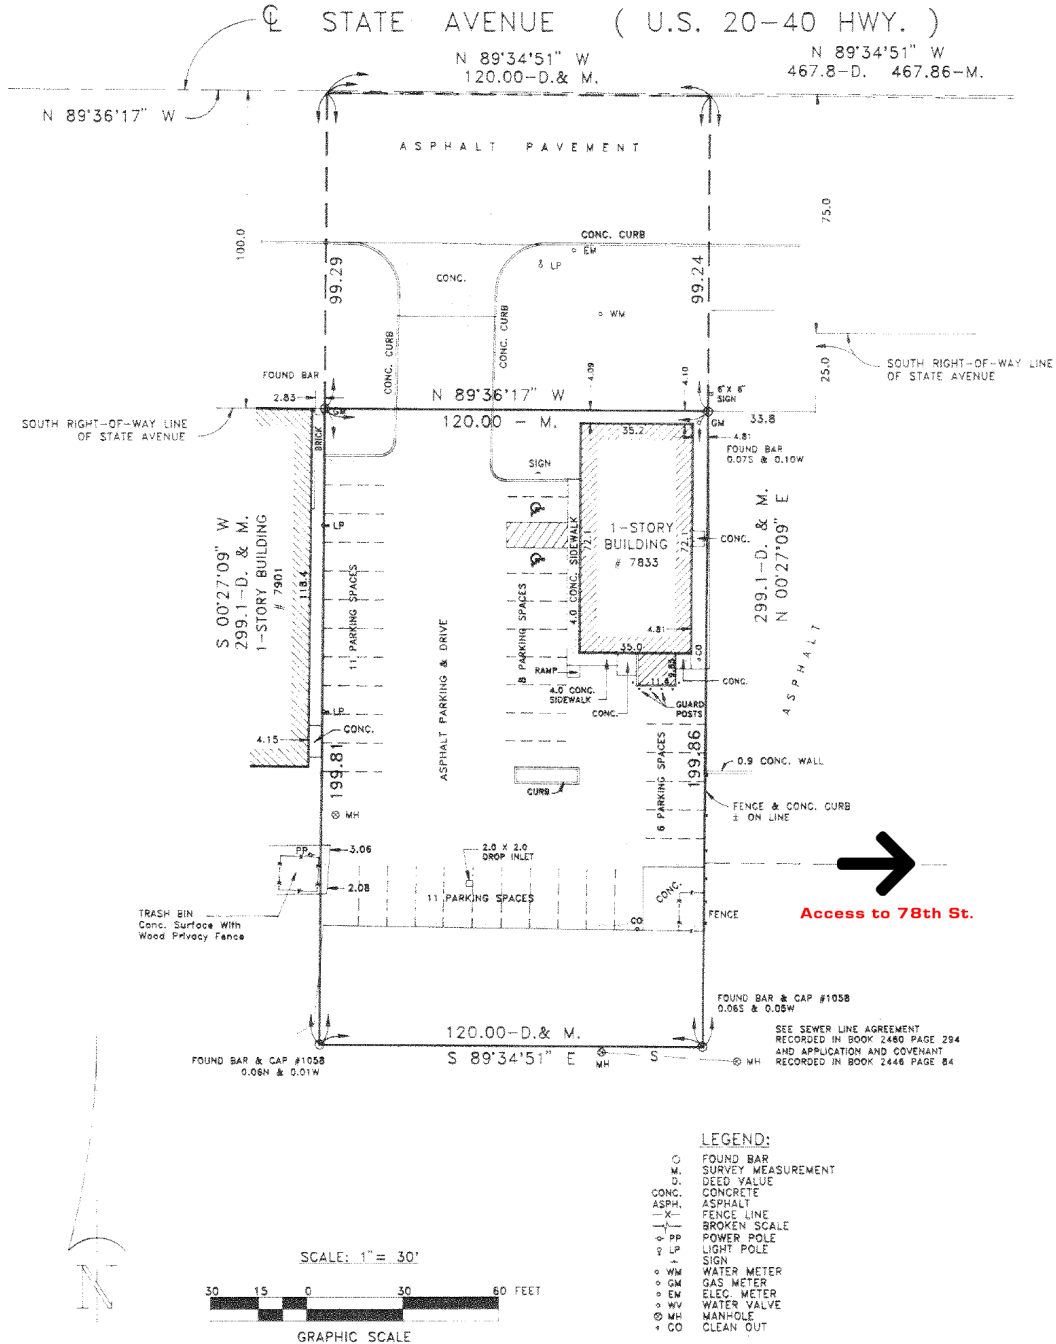 ℄ STATE AVENUE ( U.S. 20-40 HWY. )
N 89°34'51" W
120.00-D.& M.
N 89°34'51" W
467.8-D. 467.86-M.
N 89°36'17" W
ASPHALT PAVEMENT
100.0
75.0
CONC. CURB
EM
LP
CONC.
99.29
99.24
WM
CONC. CURB
CONC. CURB
25.0
SOUTH RIGHT-OF-WAY LINE
OF STATE AVENUE
FOUND BAR
2.83
4.09
4.10
6"X 6"
SIGN
N 89°36'17" W
120.00 - M.
GM
GM
33.8
SOUTH RIGHT-OF-WAY LINE
OF STATE AVENUE
BRICK
35.2
4.81
FOUND BAR
0.07S & 0.10W
SIGN
LP
S 00°27'09" W
299.1-D. & M.
1-STORY BUILDING
# 7901
118.4
11 PARKING SPACES
4.0 CONC. SIDEWALK
72.1
1-STORY
BUILDING
# 7833
72.1
CONC.
299.1-D. & M.
N 00°27'09" E
8 PARKING SPACES
ASPHALT PARKING & DRIVE
4.81
35.0
CO
RAMP
9.85
11.6
4.0 CONC.
SIDEWALK
CONC.
CONC.
GUARD
POSTS
ASPHALT
LP
CONC.
4.15
199.81
199.86
6 PARKING SPACES
0.9 CONC. WALL
CURB
FENCE & CONC. CURB
± ON LINE
MH
PP
3.06
2.08
2.0 X 2.0
DROP INLET
11 PARKING SPACES
CONC.
CO
FENCE
Access to 78th St.
TRASH BIN
Conc. Surface With
Wood Privacy Fence
FOUND BAR & CAP #1058
0.06S & 0.05W
120.00-D.& M.
S 89°34'51" E
S
MH
MH
FOUND BAR & CAP #1058
0.06N & 0.01W
SEE SEWER LINE AGREEMENT
RECORDED IN BOOK 2460 PAGE 294
AND APPLICATION AND COVENANT
RECORDED IN BOOK 2446 PAGE 84
N
LEGEND:
FOUND BAR
M. SURVEY MEASUREMENT
D. DEED VALUE
CONC. CONCRETE
ASPH. ASPHALT
—X— FENCE LINE
BROKEN SCALE
PP POWER POLE
LP LIGHT POLE
SIGN
WM WATER METER
GM GAS METER
EM ELEC. METER
WV WATER VALVE
MH MANHOLE
CO CLEAN OUT
SCALE: 1"= 30'
30 15 0 30 60 FEET
GRAPHIC SCALE